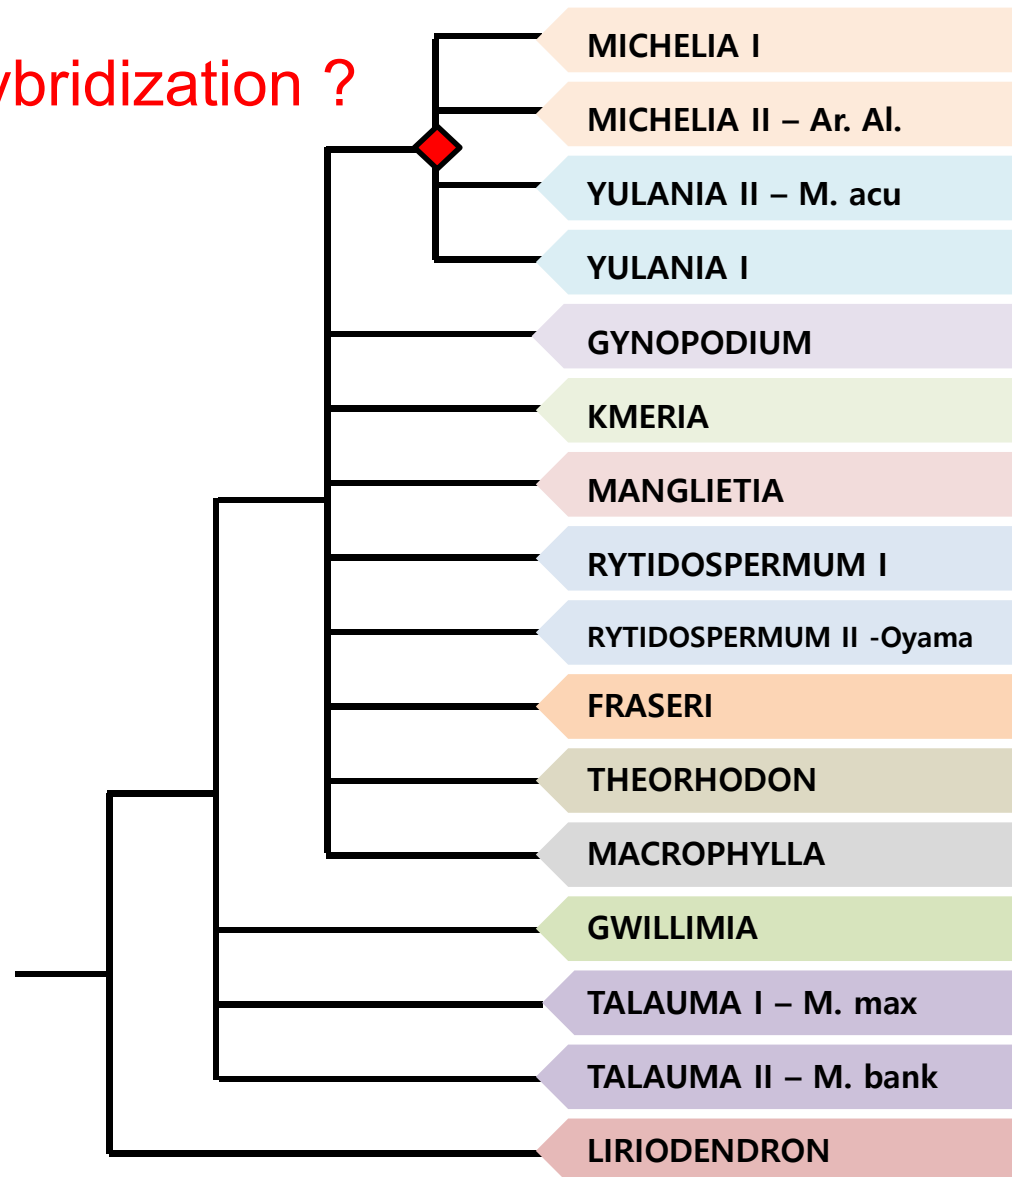 ybridization ?
MICHELIA I
MICHELIA II – Ar. Al.
YULANIA II – M. acu
YULANIA I
GYNOPODIUM
KMERIA
MANGLIETIA
RYTIDOSPERMUM I
RYTIDOSPERMUM II -Oyama
FRASERI
THEORHODON
MACROPHYLLA
GWILLIMIA
TALAUMA I – M. max
TALAUMA II – M. bank
LIRIODENDRON